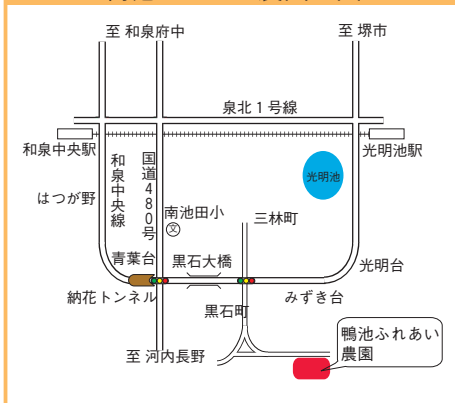 至 和泉府中
至 堺市
泉北１号線
和泉中央駅
光明池駅
和泉中央線
国道480号
光明池
はつが野
南池田小
文
三林町
青葉台
黒石大橋
光明台
納花トンネル
黒石町
みずき台
至 河内長野
鴨池ふれあい
農園